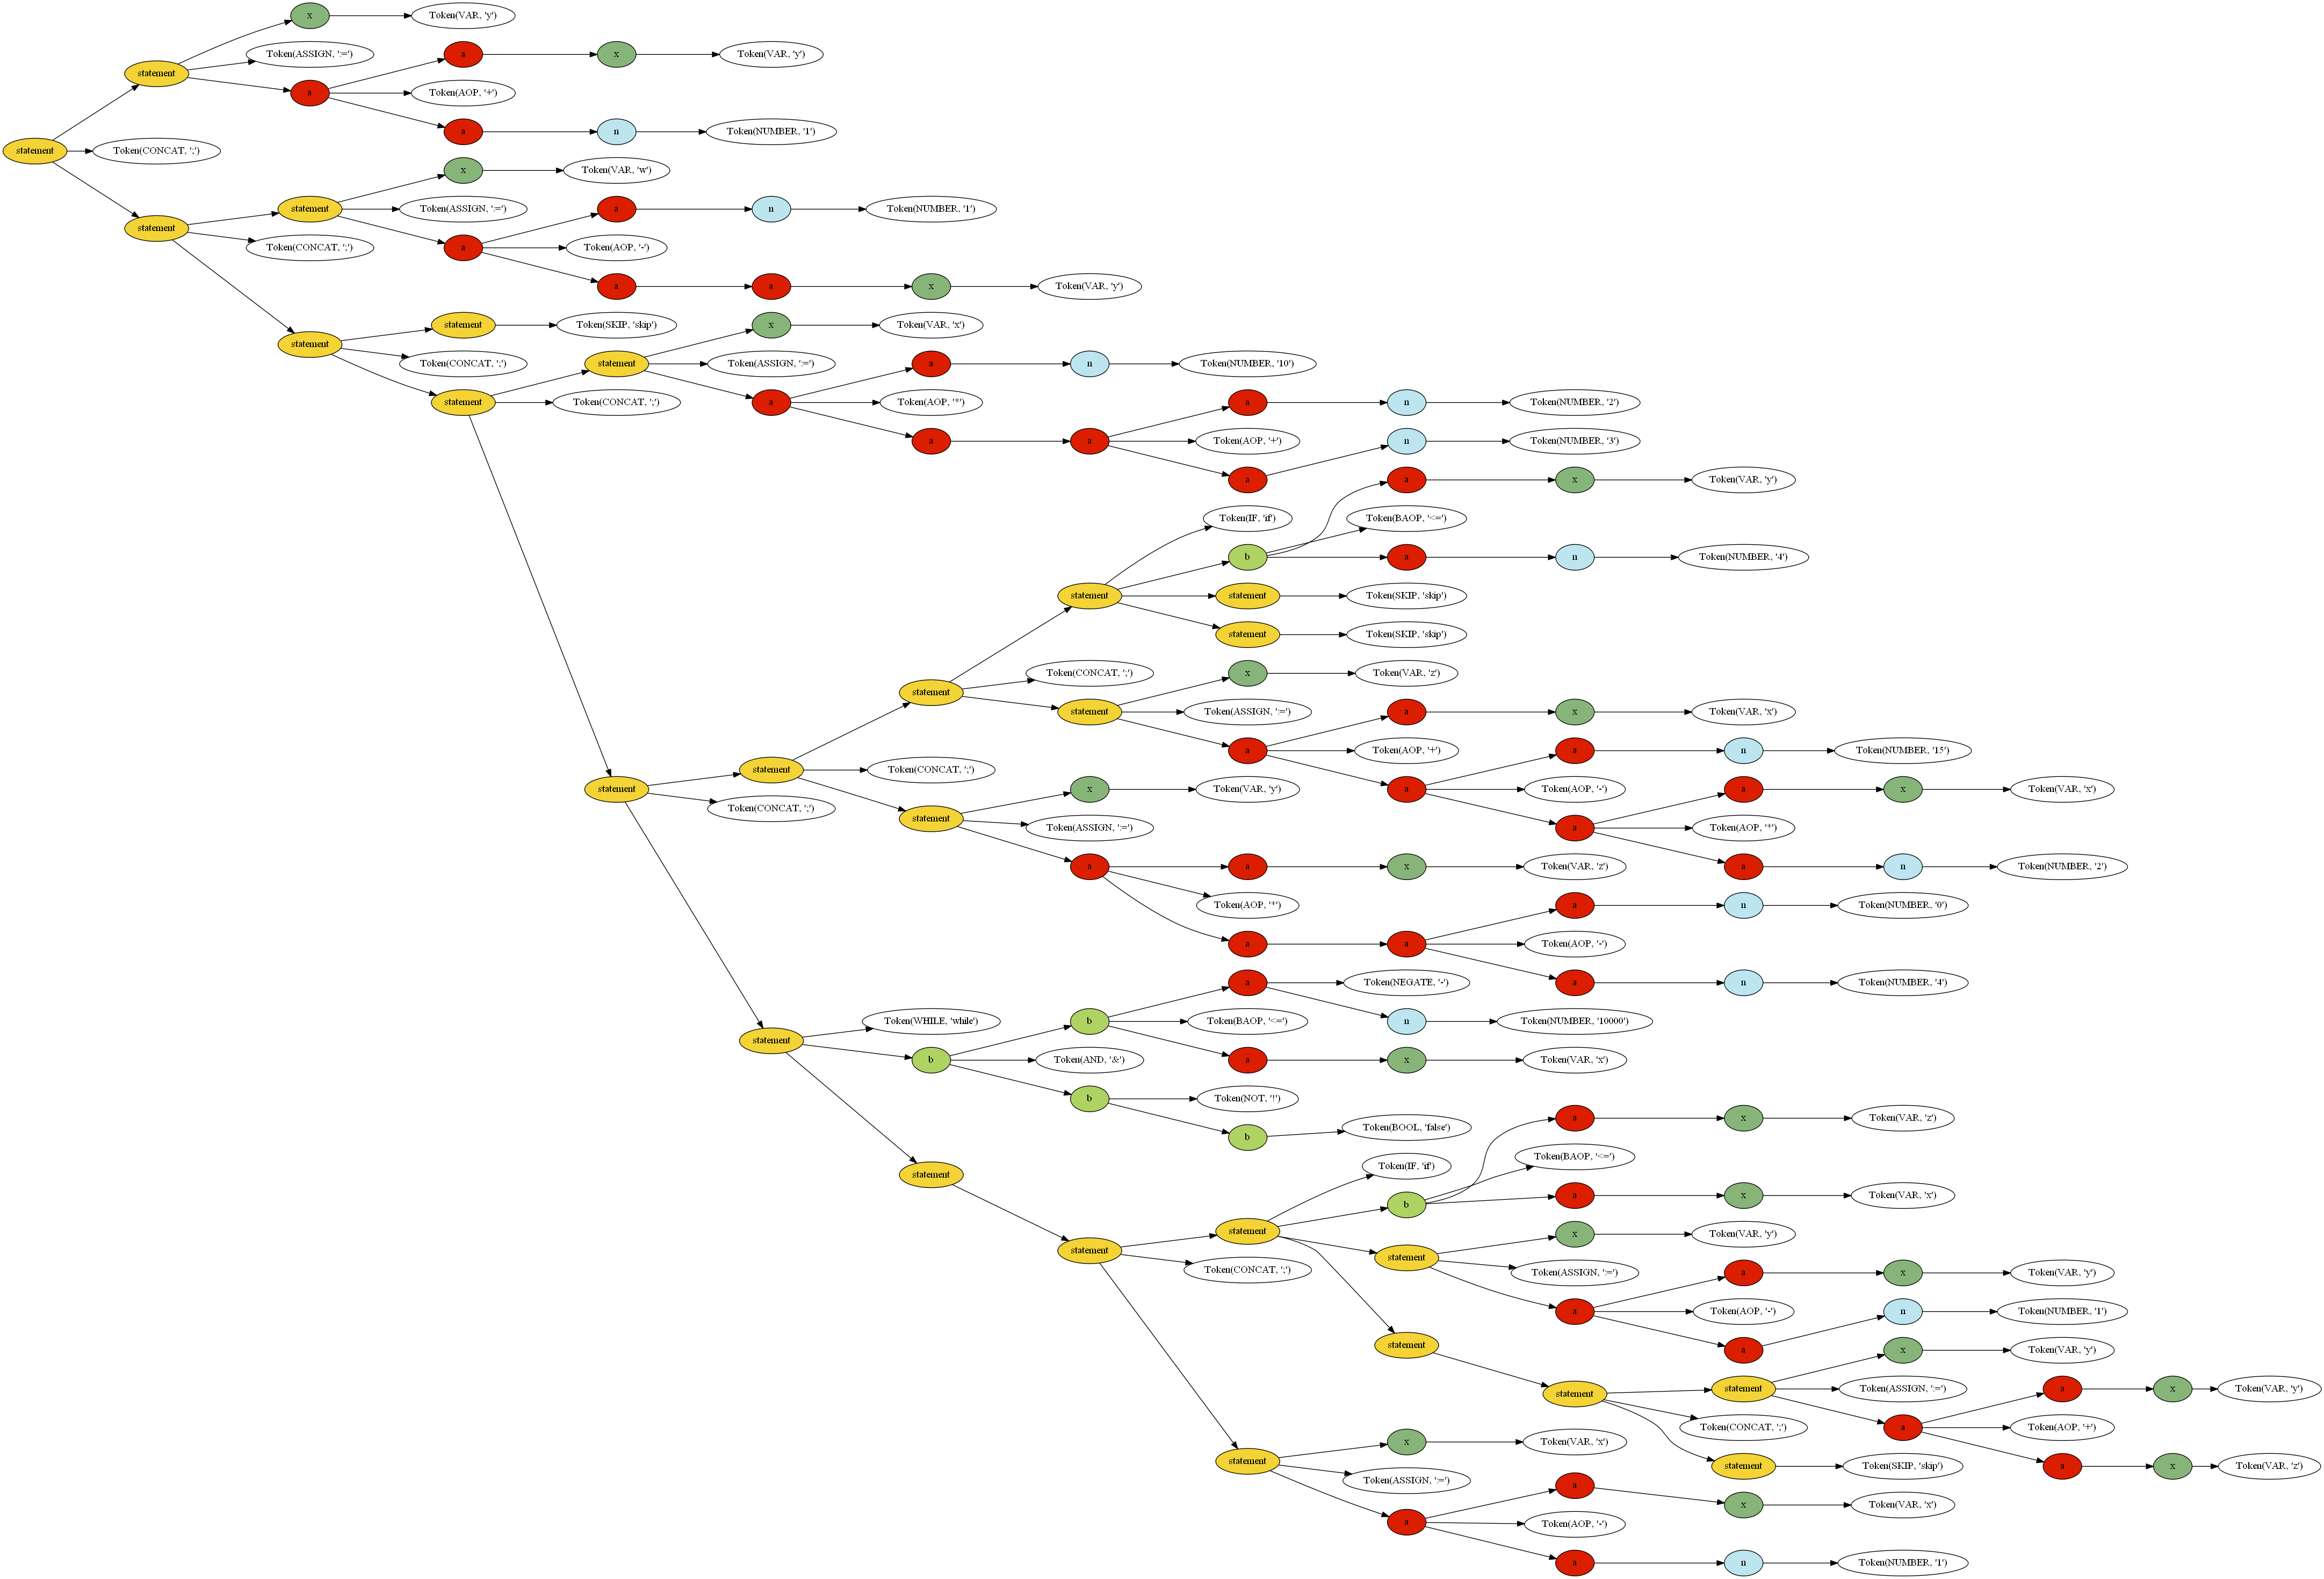 x
Token(VAR, 'y')
Token(ASSIGN, ':=')
a
x
Token(VAR, 'y')
statement
a
Token(AOP, '+')
a
n
Token(NUMBER, '1')
statement
Token(CONCAT, ';')
x
Token(VAR, 'w')
statement
Token(ASSIGN, ':=')
a
n
Token(NUMBER, '1')
statement
Token(CONCAT, ';')
a
Token(AOP, '-')
a
a
x
Token(VAR, 'y')
statement
Token(SKIP, 'skip')
x
Token(VAR, 'x')
statement
Token(CONCAT, ';')
statement
Token(ASSIGN, ':=')
a
n
Token(NUMBER, '10')
statement
Token(CONCAT, ';')
a
Token(AOP, '*')
a
n
Token(NUMBER, '2')
a
a
Token(AOP, '+')
n
Token(NUMBER, '3')
a
a
x
Token(VAR, 'y')
Token(IF, 'if')
Token(BAOP, '<=')
b
a
n
Token(NUMBER, '4')
statement
statement
Token(SKIP, 'skip')
statement
Token(SKIP, 'skip')
Token(CONCAT, ';')
x
Token(VAR, 'z')
statement
statement
Token(ASSIGN, ':=')
a
x
Token(VAR, 'x')
a
Token(AOP, '+')
a
n
Token(NUMBER, '15')
statement
Token(CONCAT, ';')
statement
x
Token(VAR, 'y')
a
Token(AOP, '-')
a
x
Token(VAR, 'x')
Token(CONCAT, ';')
statement
Token(ASSIGN, ':=')
a
Token(AOP, '*')
a
a
x
Token(VAR, 'z')
a
n
Token(NUMBER, '2')
Token(AOP, '*')
a
n
Token(NUMBER, '0')
a
a
Token(AOP, '-')
a
Token(NEGATE, '-')
a
n
Token(NUMBER, '4')
b
Token(BAOP, '<=')
n
Token(NUMBER, '10000')
statement
Token(WHILE, 'while')
b
Token(AND, '&')
a
x
Token(VAR, 'x')
b
Token(NOT, '!')
a
x
Token(VAR, 'z')
b
Token(BOOL, 'false')
statement
Token(IF, 'if')
Token(BAOP, '<=')
b
a
x
Token(VAR, 'x')
statement
statement
x
Token(VAR, 'y')
Token(CONCAT, ';')
statement
Token(ASSIGN, ':=')
a
x
Token(VAR, 'y')
a
Token(AOP, '-')
n
Token(NUMBER, '1')
statement
a
x
Token(VAR, 'y')
statement
statement
Token(ASSIGN, ':=')
a
x
Token(VAR, 'y')
Token(CONCAT, ';')
a
Token(AOP, '+')
x
Token(VAR, 'x')
statement
statement
Token(SKIP, 'skip')
a
x
Token(VAR, 'z')
Token(ASSIGN, ':=')
a
x
Token(VAR, 'x')
a
Token(AOP, '-')
a
n
Token(NUMBER, '1')